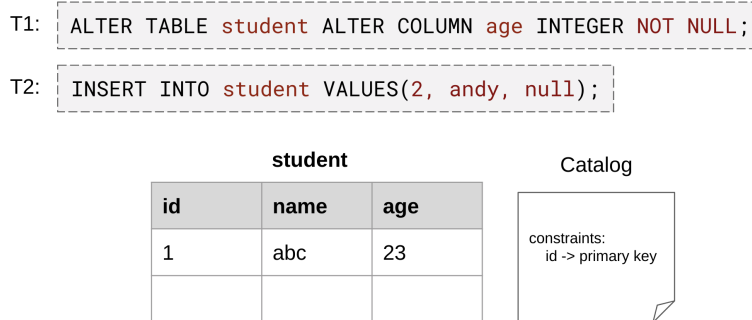 T1: ALTER TABLE student ALTER COLUMN age INTEGER NOT NULL;
T2: INSERT INTO student VALUES(2, andy, null);
student
id name age
1 abc 23
Catalog
constraints:
id -> primary key